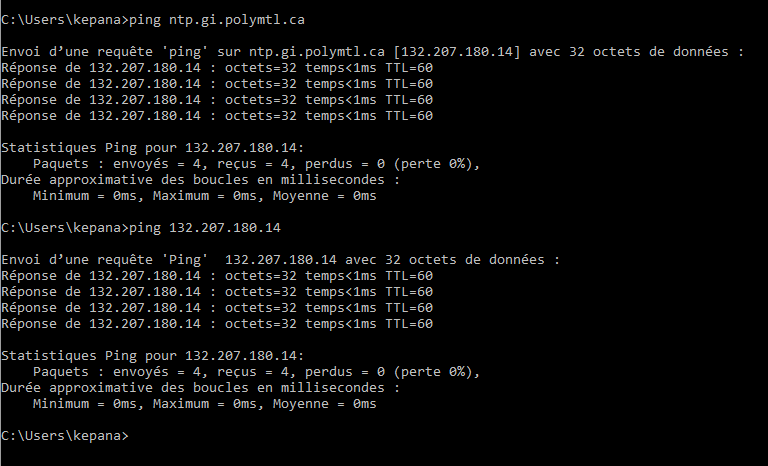 C:\Users\kepana>ping ntp.gi.polymtl.ca
Envoi d’une requête 'ping' sur ntp.gi.polymtl.ca [132.207.180.14] avec 32 octets de données :
Réponse de 132.207.180.14 : octets=32 temps<1ms TTL=60
Réponse de 132.207.180.14 : octets=32 temps<1ms TTL=60
Réponse de 132.207.180.14 : octets=32 temps<1ms TTL=60
Réponse de 132.207.180.14 : octets=32 temps<1ms TTL=60
Statistiques Ping pour 132.207.180.14:
    Paquets : envoyés = 4, reçus = 4, perdus = 0 (perte 0%),
Durée approximative des boucles en millisecondes :
    Minimum = 0ms, Maximum = 0ms, Moyenne = 0ms
C:\Users\kepana>ping 132.207.180.14
Envoi d’une requête 'Ping'  132.207.180.14 avec 32 octets de données :
Réponse de 132.207.180.14 : octets=32 temps<1ms TTL=60
Réponse de 132.207.180.14 : octets=32 temps<1ms TTL=60
Réponse de 132.207.180.14 : octets=32 temps<1ms TTL=60
Réponse de 132.207.180.14 : octets=32 temps<1ms TTL=60
Statistiques Ping pour 132.207.180.14:
    Paquets : envoyés = 4, reçus = 4, perdus = 0 (perte 0%),
Durée approximative des boucles en millisecondes :
    Minimum = 0ms, Maximum = 0ms, Moyenne = 0ms
C:\Users\kepana>